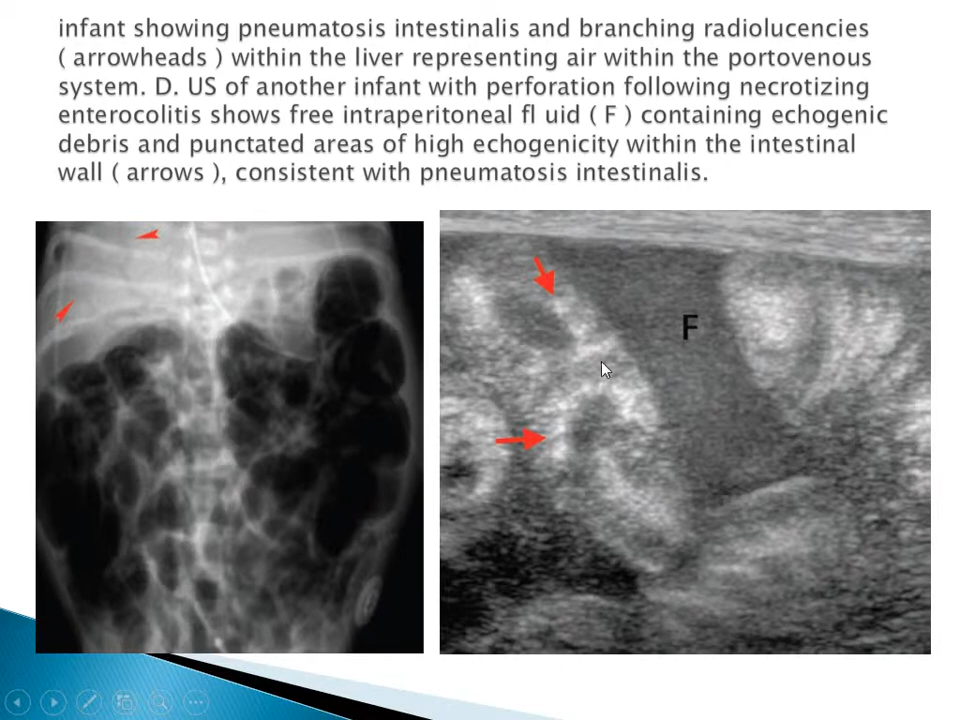 infant showing pneumatosis intestinalis and branching radiolucencies
( arrowheads ) within the liver representing air within the portovenous
system. D. US of another infant with perforation following necrotizing
enterocolitis shows free intraperitoneal fl uid ( F ) containing echogenic
debris and punctated areas of high echogenicity within the intestinal
wall ( arrows ), consistent with pneumatosis intestinalis.
F